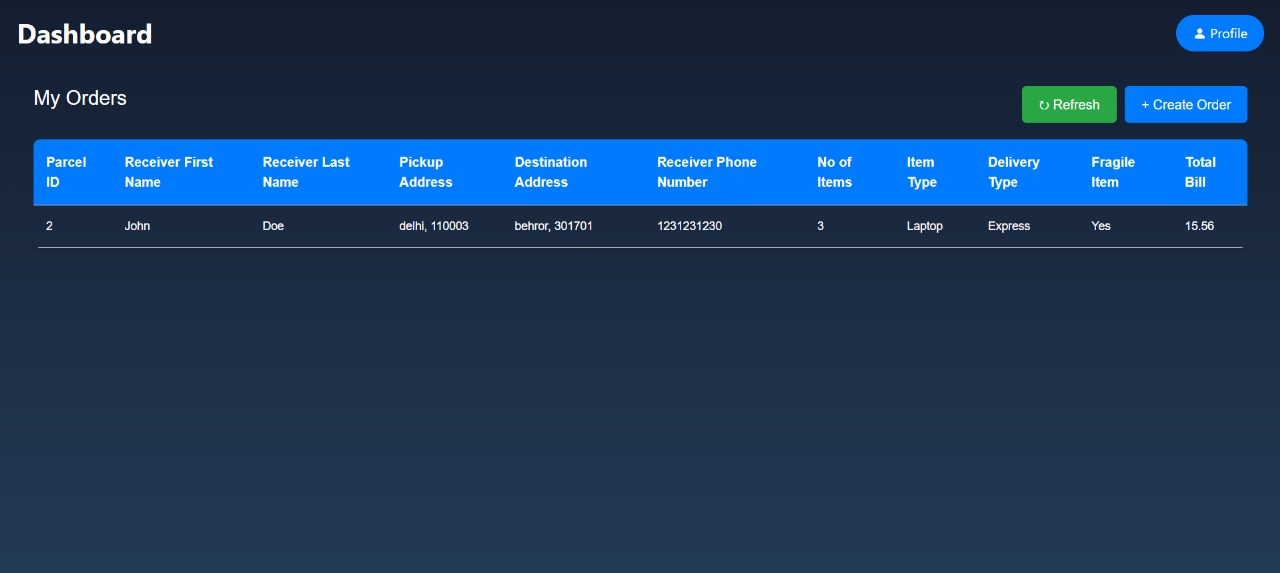 Dashboard
Profile
My Orders
↻ Refresh
+ Create Order
Parcel ID Receiver First Name Receiver Last Name Pickup Address Destination Address Receiver Phone Number No of Items Item Type Delivery Type Fragile Item Total Bill
2 John Doe delhi, 110003 behror, 301701 1231231230 3 Laptop Express Yes 15.56